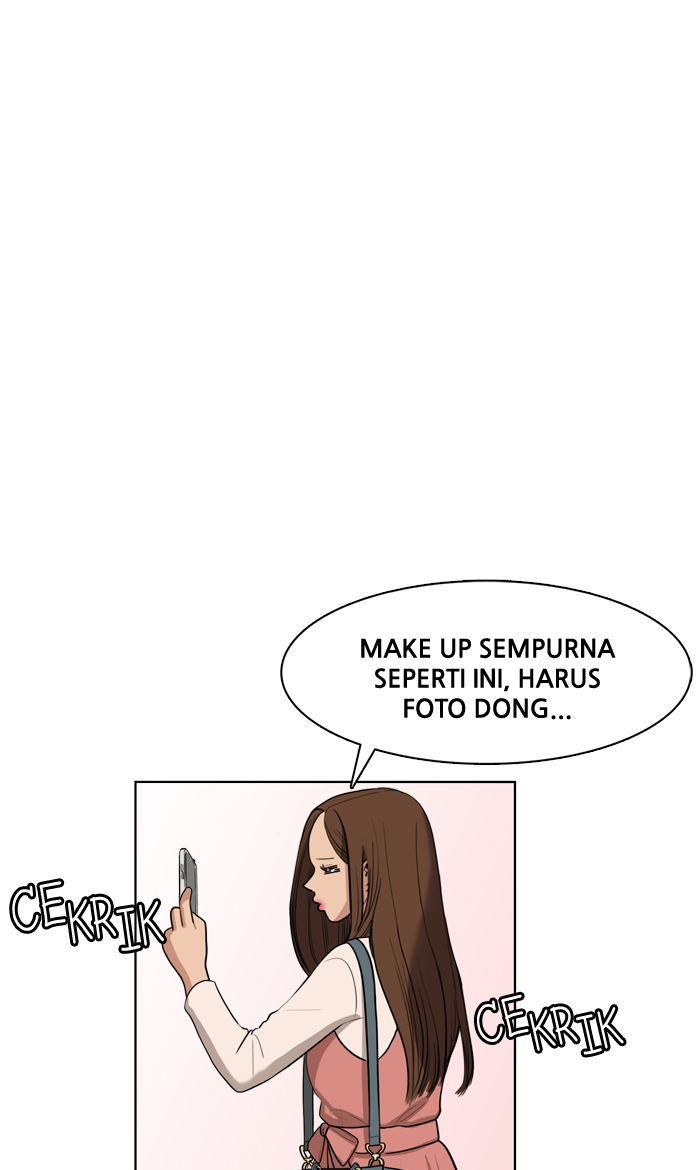 MAKE UP SEMPURNA
SEPERTI INI, HARUS
FOTO DONG...
CEKRIK
CEKRIK